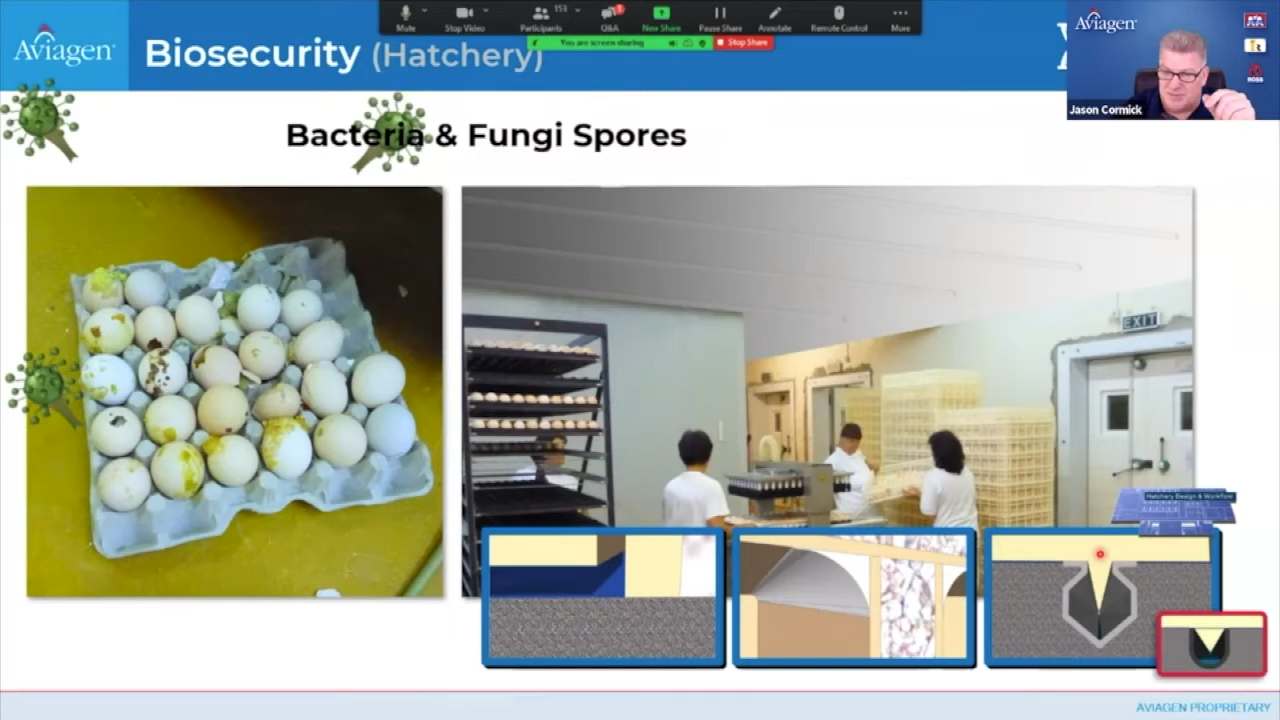 153
Mute
Stop Video
Participants
Q&A
New Share
Pause Share
Annotate
Remote Control
More
You are screen sharing
Stop Share
Aviagen
Biosecurity (Hatchery)
Aviagen
ROSS
Jason Cormick
Bacteria & Fungi Spores
EXIT
Hatchery Design & Workflow
AVIAGEN PROPRIETARY